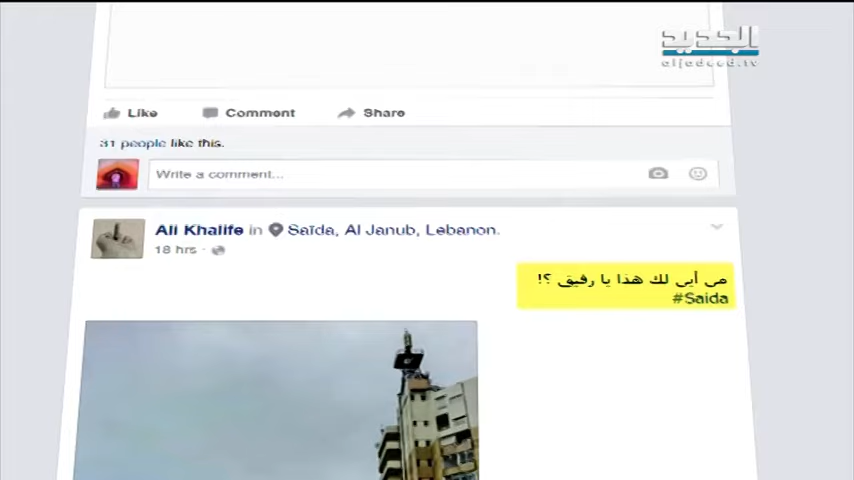 الجديد
aljadeed.tv
Like Comment Share
31 people like this.
Write a comment...
Ali Khalife in Saïda, Al Janub, Lebanon.
18 hrs ·
من أين لك هذا يا رفيق ؟!
#Saida